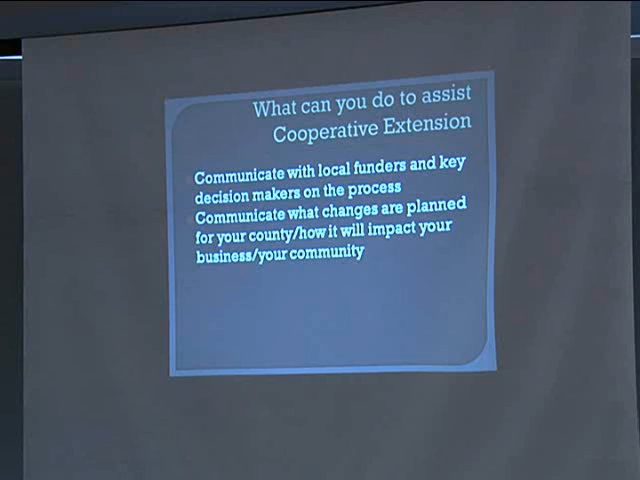 What can you do to assist
Cooperative Extension
Communicate with local funders and key
decision makers on the process
Communicate what changes are planned
for your county/how it will impact your
business/your community